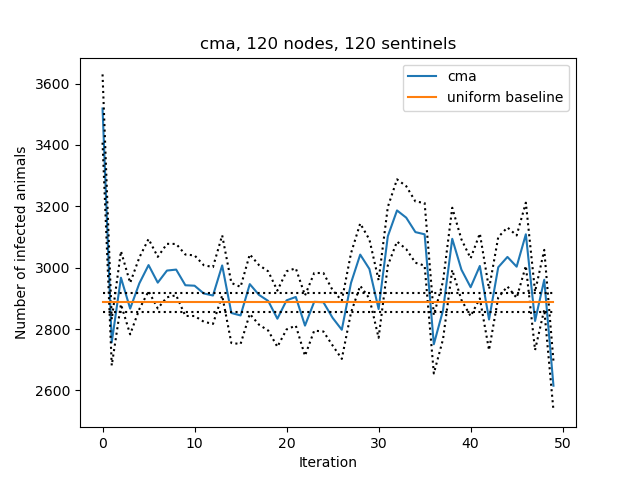 cma, 120 nodes, 120 sentinels
cma
uniform baseline
3600
3400
3200
3000
2800
2600
Number of infected animals
0
10
20
30
40
50
Iteration